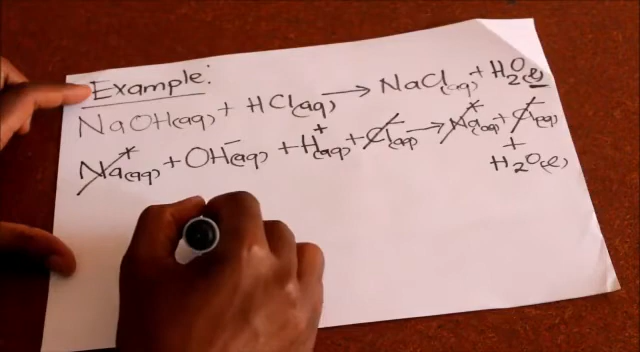 Example:
NaOH(aq) + HCl(aq) → NaCl(aq) + H₂O(l)
Na⁺(aq) + OH⁻(aq) + H⁺(aq) + Cl⁻(aq) → Na⁺(aq) + Cl⁻(aq)
+
H₂O(l)